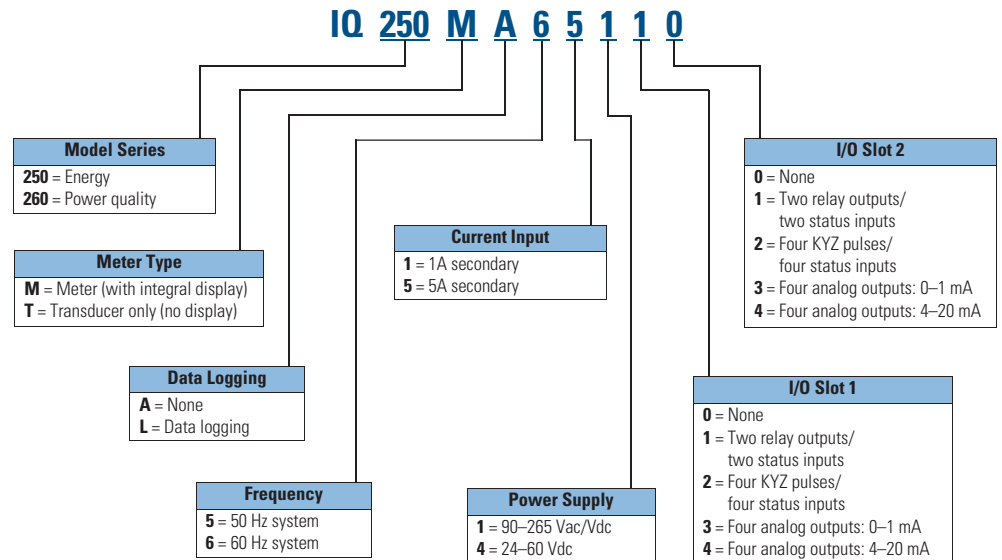 IQ 250 M A 6 5 1 1 0
Model Series
250 = Energy
260 = Power quality
Meter Type
M = Meter (with integral display)
T = Transducer only (no display)
Data Logging
A = None
L = Data logging
Frequency
5 = 50 Hz system
6 = 60 Hz system
Current Input
1 = 1A secondary
5 = 5A secondary
Power Supply
1 = 90–265 Vac/Vdc
4 = 24–60 Vdc
I/O Slot 2
0 = None
1 = Two relay outputs/
two status inputs
2 = Four KYZ pulses/
four status inputs
3 = Four analog outputs: 0–1 mA
4 = Four analog outputs: 4–20 mA
I/O Slot 1
0 = None
1 = Two relay outputs/
two status inputs
2 = Four KYZ pulses/
four status inputs
3 = Four analog outputs: 0–1 mA
4 = Four analog outputs: 4–20 mA